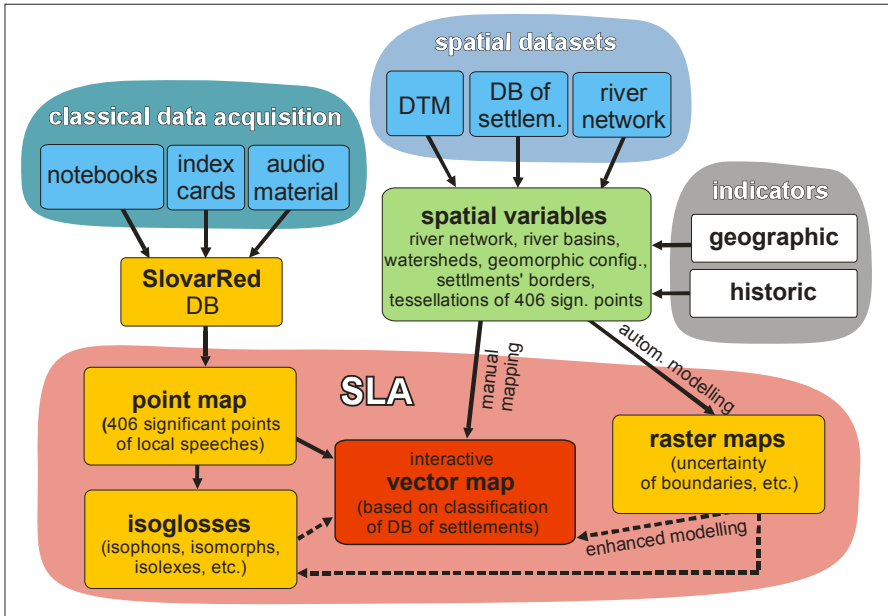 spatial datasets
DTM
DB of
settlem.
river
network
classical data acquisition
notebooks
index
cards
audio
material
indicators
geographic
historic
spatial variables
river network, river basins,
watersheds, geomorphic config.,
settlments' borders,
tessellations of 406 sign. points
SlovarRed
DB
manual
mapping
autom. modelling
SLA
point map
(406 significant points
of local speeches)
interactive
vector map
(based on classification
of DB of settlements)
raster maps
(uncertainty
of boundaries, etc.)
isoglosses
(isophons, isomorphs,
isolexes, etc.)
enhanced modelling